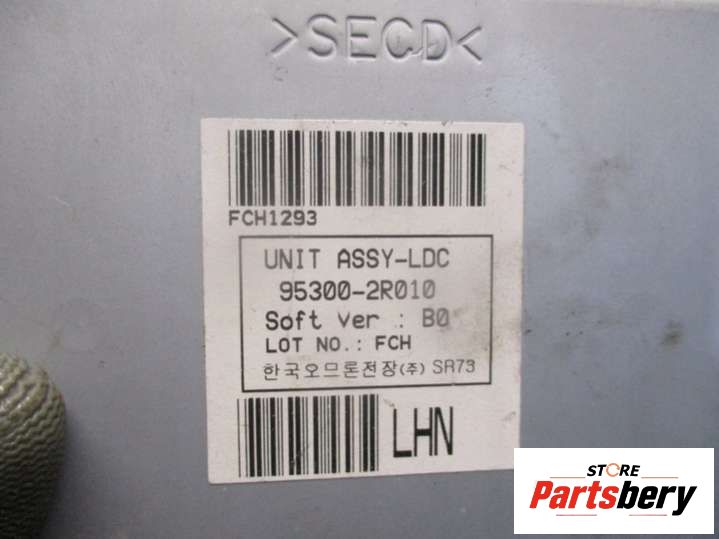 >SECD<
FCH1293
UNIT ASSY-LDC
95300-2R010
Soft ver : B0
LOT NO.: FCH
한국오므론전장(주) SR73
LHN
STORE
Partsbery